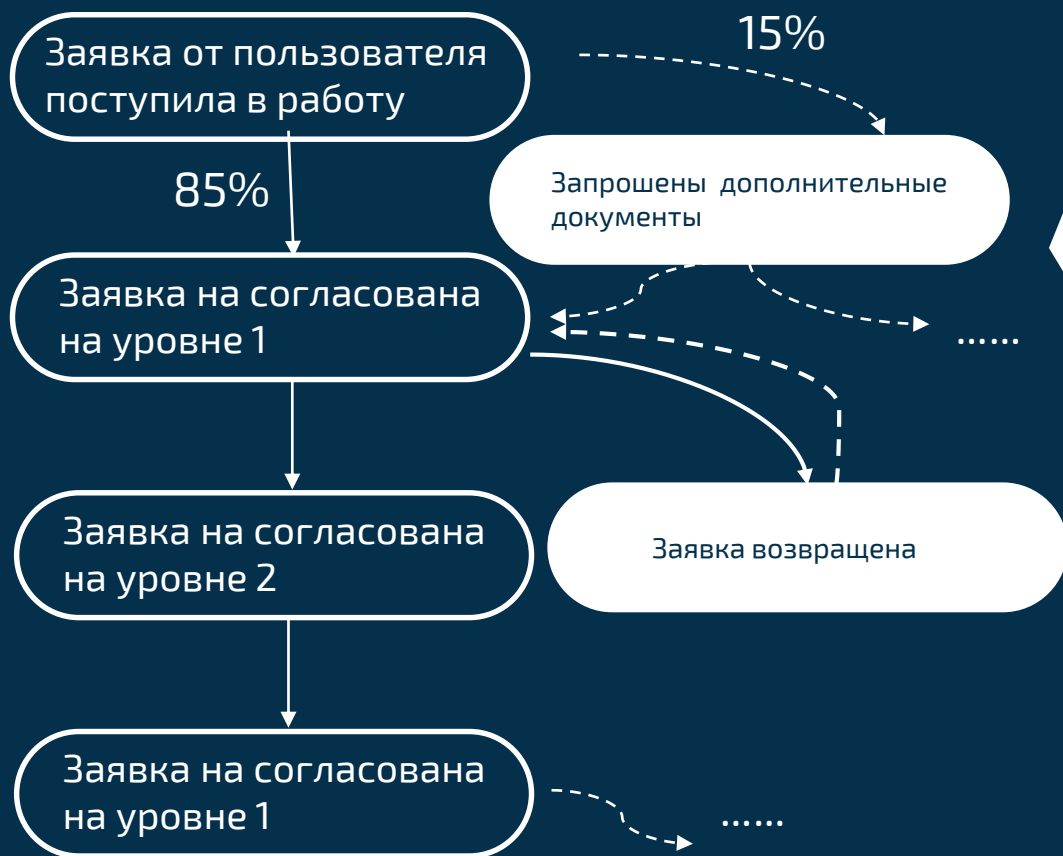 15%
Заявка от пользователя
поступила в работу
85%
Запрошены дополнительные
документы
Заявка на согласована
на уровне 1
......
Заявка на согласована
на уровне 2
Заявка возвращена
Заявка на согласована
на уровне 1
......